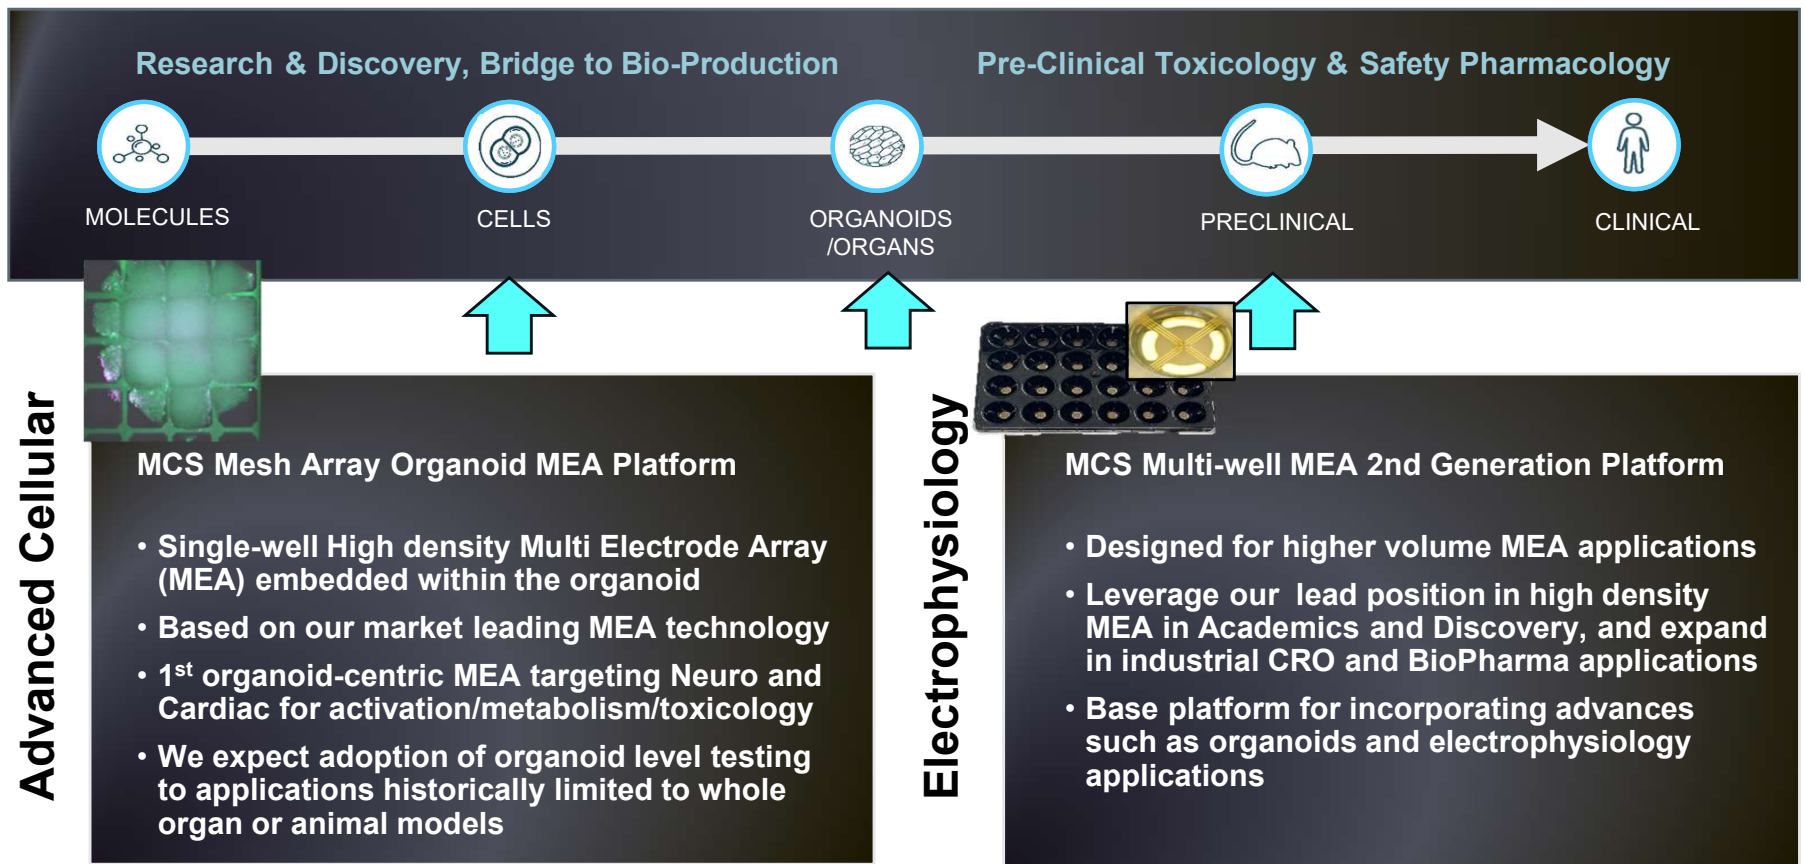 Research & Discovery, Bridge to Bio-Production
Pre-Clinical Toxicology & Safety Pharmacology
MOLECULES
CELLS
ORGANOIDS
/ORGANS
PRECLINICAL
CLINICAL
Advanced Cellular
MCS Mesh Array Organoid MEA Platform
• Single-well High density Multi Electrode Array
(MEA) embedded within the organoid
• Based on our market leading MEA technology
• 1st organoid-centric MEA targeting Neuro and
Cardiac for activation/metabolism/toxicology
• We expect adoption of organoid level testing
to applications historically limited to whole
organ or animal models
Electrophysiology
MCS Multi-well MEA 2nd Generation Platform
• Designed for higher volume MEA applications
• Leverage our lead position in high density
MEA in Academics and Discovery, and expand
in industrial CRO and BioPharma applications
• Base platform for incorporating advances
such as organoids and electrophysiology
applications